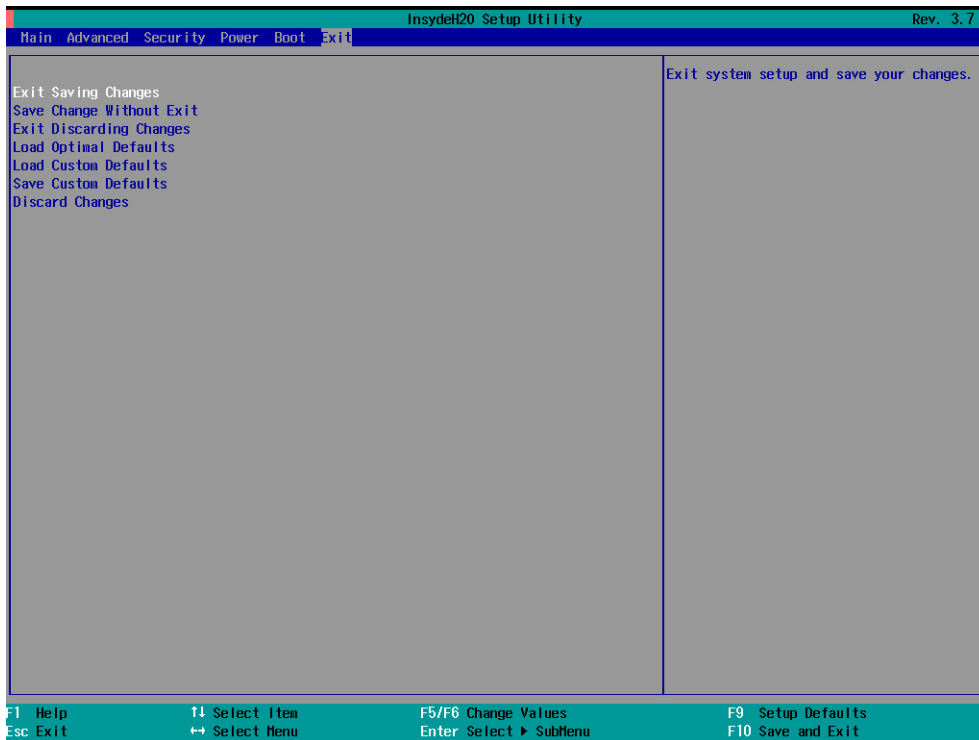 InsydeH20 Setup Utility Rev. 3.7
Main Advanced Security Power Boot Exit
Exit Saving Changes
Save Change Without Exit
Exit Discarding Changes
Load Optimal Defaults
Load Custom Defaults
Save Custom Defaults
Discard Changes
Exit system setup and save your changes.
F1 Help ↑↓ Select Item F5/F6 Change Values F9 Setup Defaults
Esc Exit ↔ Select Menu Enter Select ▶ SubMenu F10 Save and Exit